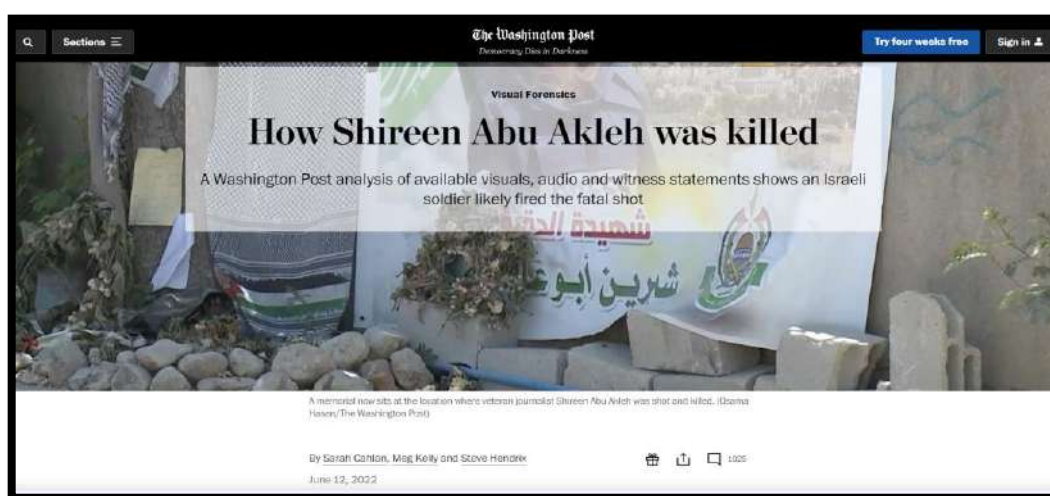 Sections
The Washington Post
Democracy Dies in Darkness
Try four weeks free
Sign in
Visual Forensics
How Shireen Abu Akleh was killed
A Washington Post analysis of available visuals, audio and witness statements shows an Israeli
soldier likely fired the fatal shot
شهيدة الحقيقة
شرين أبو
A memorial now sits at the location where veteran journalist Shireen Abu Akleh was shot and killed. (Osama
Hasan/The Washington Post)
By Sarah Cahlan, Meg Kelly and Steve Hendrix
1025
June 12, 2022